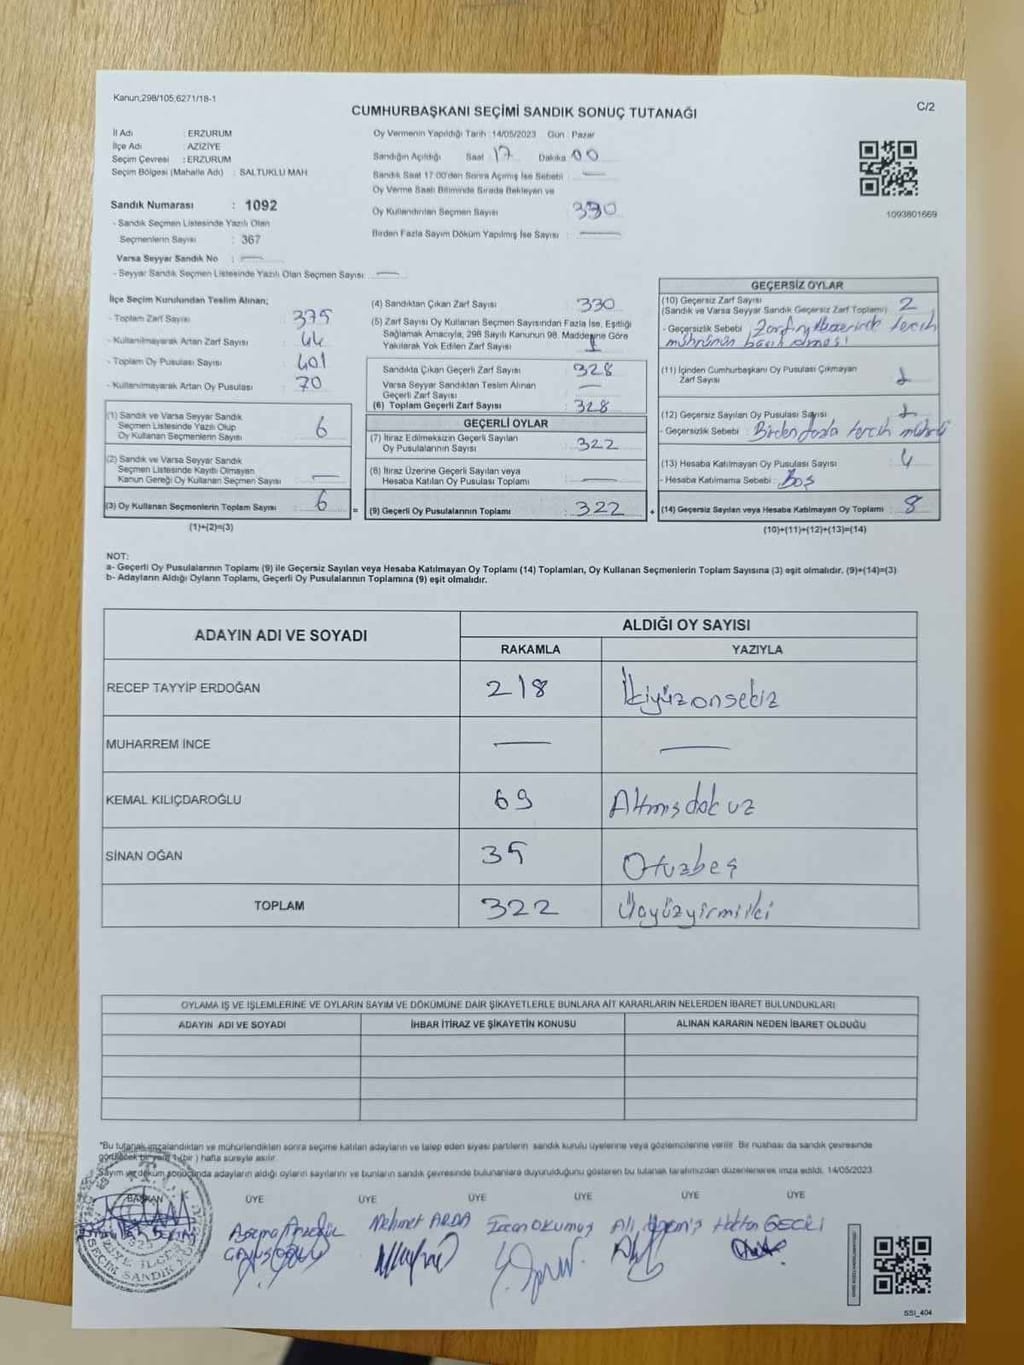 Kanun,298/105;6271/18-1
CUMHURBAŞKANI SEÇİMİ SANDIK SONUÇ TUTANAĞI
C/2
İl Adı : ERZURUM
İlçe Adı : AZİZİYE
Seçim Çevresi : ERZURUM
Seçim Bölgesi (Mahalle Adı) : SALTUKLU MAH
Sandık Numarası : 1092
- Sandık Seçmen Listesinde Yazılı Olan
Seçmenlerin Sayısı : 367
Varsa Seyyar Sandık No : —
- Seyyar Sandık Seçmen Listesinde Yazılı Olan Seçmen Sayısı : —
Oy Vermenin Yapıldığı Tarih :14/05/2023 Gün : Pazar
Sandığın Açıldığı Saat : 17 Dakika : 00
Sandık Saat 17:00'den Sonra Açımış İse Sebebi : —
Oy Verme Saati Bitiminde Sırada Bekleyen ve
Oy Kullandırılan Seçmen Sayısı : 330
Birden Fazla Sayım Döküm Yapılmış İse Sayısı : —
1093801669
İlçe Seçim Kurulundan Teslim Alınan;
- Toplam Zarf Sayısı : 375
- Kullanılmayarak Artan Zarf Sayısı : 44
- Toplam Oy Pusulası Sayısı : 401
- Kullanılmayarak Artan Oy Pusulası : 70
(1) Sandık ve Varsa Seyyar Sandık
Seçmen Listesinde Yazılı Olup
Oy Kullanan Seçmenlerin Sayısı : 6
(2) Sandık ve Varsa Seyyar Sandık
Seçmen Listesinde Kayıtlı Olmayan
Kanun Gereği Oy Kullanan Seçmen Sayısı : —
(3) Oy Kullanan Seçmenlerin Toplam Sayısı : 6
(1)+(2)=(3)
(4) Sandıktan Çıkan Zarf Sayısı : 330
(5) Zarf Sayısı Oy Kullanan Seçmen Sayısından Fazla İse, Eşitliği
Sağlamak Amacıyla, 298 Sayılı Kanunun 98. Maddesine Göre
Yakılarak Yok Edilen Zarf Sayısı : 1
Sandıkta Çıkan Geçerli Zarf Sayısı : 328
Varsa Seyyar Sandıktan Teslim Alınan
Geçerli Zarf Sayısı : —
(6) Toplam Geçerli Zarf Sayısı : 328
GEÇERLİ OYLAR
(7) İtiraz Edilmeksizin Geçerli Sayılan
Oy Pusulalarının Sayısı : 322
(8) İtiraz Üzerine Geçerli Sayılan veya
Hesaba Katılan Oy Pusulası Toplamı : —
= (9) Geçerli Oy Pusulalarının Toplamı : 322
GEÇERSİZ OYLAR
(10) Geçersiz Zarf Sayısı
(Sandık ve Varsa Seyyar Sandık Geçersiz Zarf Toplamı) : 2
- Geçersizlik Sebebi : Zarfın üzerinde tercih
mührünün basılı olması
(11) İçinden Cumhurbaşkanı Oy Pusulası Çıkmayan
Zarf Sayısı :
(12) Geçersiz Sayılan Oy Pusulası Sayısı :
- Geçersizlik Sebebi : Birden fazla tercih mührü
(13) Hesaba Katılmayan Oy Pusulası Sayısı : 4
- Hesaba Katılmama Sebebi : Boş
+ (14) Geçersiz Sayılan veya Hesaba Katılmayan Oy Toplamı : 8
(10)+(11)+(12)+(13)=(14)
NOT:
a- Geçerli Oy Pusulalarının Toplamı (9) ile Geçersiz Sayılan veya Hesaba Katılmayan Oy Toplamı (14) Toplamları, Oy Kullanan Seçmenlerin Toplam Sayısına (3) eşit olmalıdır. (9)+(14)=(3)
b- Adayların Aldığı Oyların Toplamı, Geçerli Oy Pusulalarının Toplamına (9) eşit olmalıdır.
ADAYIN ADI VE SOYADI
ALDIĞI OY SAYISI
RAKAMLA YAZIYLA
RECEP TAYYİP ERDOĞAN 218 İkiyüzonsekiz
MUHARREM İNCE — —
KEMAL KILIÇDAROĞLU 69 Altmışdokuz
SİNAN OĞAN 35 Otuzbeş
TOPLAM 322 Üçyüzyirmiiki
OYLAMA İŞ VE İŞLEMLERİNE VE OYLARIN SAYIM VE DÖKÜMÜNE DAİR ŞİKAYETLERLE BUNLARA AİT KARARLARIN NELERDEN İBARET BULUNDUKLARI
ADAYIN ADI VE SOYADI İHBAR İTİRAZ VE ŞİKAYETİN KONUSU ALINAN KARARIN NEDEN İBARET OLDUĞU
*Bu tutanak imzalandıktan ve mühürlendikten sonra seçime katılan adayların ve talep eden siyasi partilerin sandık kurulu üyelerine veya gözlemcilerine verilir. Bir nüshası da sandık çevresinde
görülecek bir yere 1 (bir ) hafta süreyle asılır.
Sayım ve döküm sonucunda adayların aldığı oyların sayılarını ve bunların sandık çevresinde bulunanlara duyurulduğunu gösteren bu tutanak tarafımızdan düzenlenerek imza edildi. 14/05/2023
BAŞKAN ÜYE ÜYE ÜYE ÜYE ÜYE ÜYE
Mehmet ARDA Ercan OKUMUŞ Ali
SSİ_404